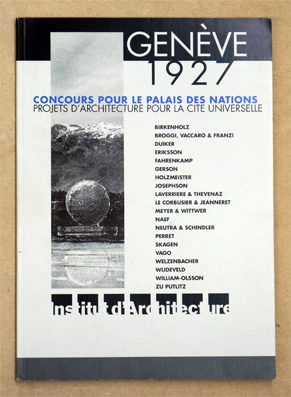 GENÈVE
1927
CONCOURS POUR LE PALAIS DES NATIONS
PROJETS D'ARCHITECTURE POUR LA CITÉ UNIVERSELLE
BIRKENHOLZ
BROGGI, VACCARO & FRANZI
DUIKER
ERIKSSON
FAHRENKAMP
GERSON
HOLZMEISTER
JOSEPHSON
LAVERRIERE & THEVENAZ
LE CORBUSIER & JEANNERET
MEYER & WITTWER
NAEF
NEUTRA & SCHINDLER
PERRET
SKAGEN
VAGO
WELZENBACHER
WIJDEVELD
WILLIAM-OLSSON
ZU PUTLITZ
Institut d'Architecture